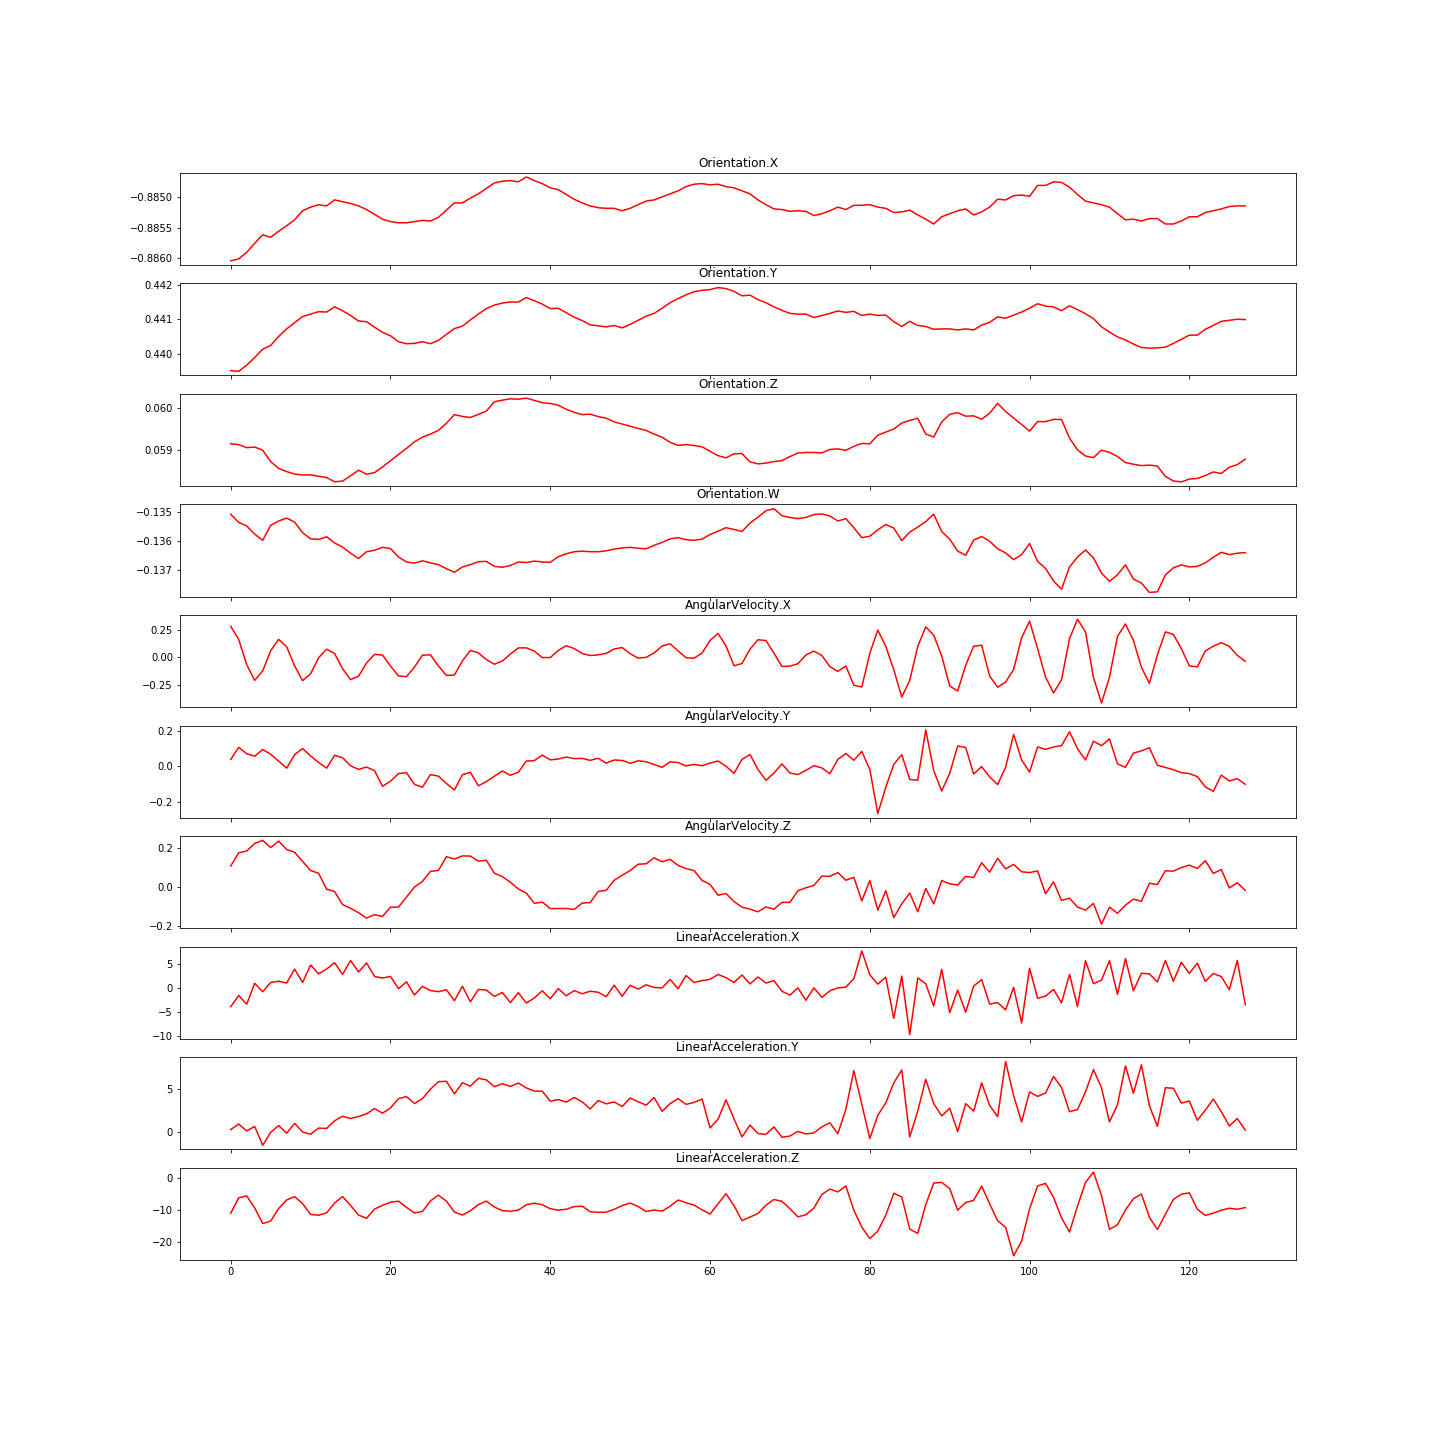 Orientation.X
−0.8850
−0.8855
−0.8860
Orientation.Y
0.442
0.441
0.440
Orientation.Z
0.060
0.059
Orientation.W
−0.135
−0.136
−0.137
AngularVelocity.X
0.25
0.00
−0.25
AngularVelocity.Y
0.2
0.0
−0.2
AngularVelocity.Z
0.2
0.0
−0.2
LinearAcceleration.X
5
0
−5
−10
LinearAcceleration.Y
5
0
LinearAcceleration.Z
0
−10
−20
0 20 40 60 80 100 120